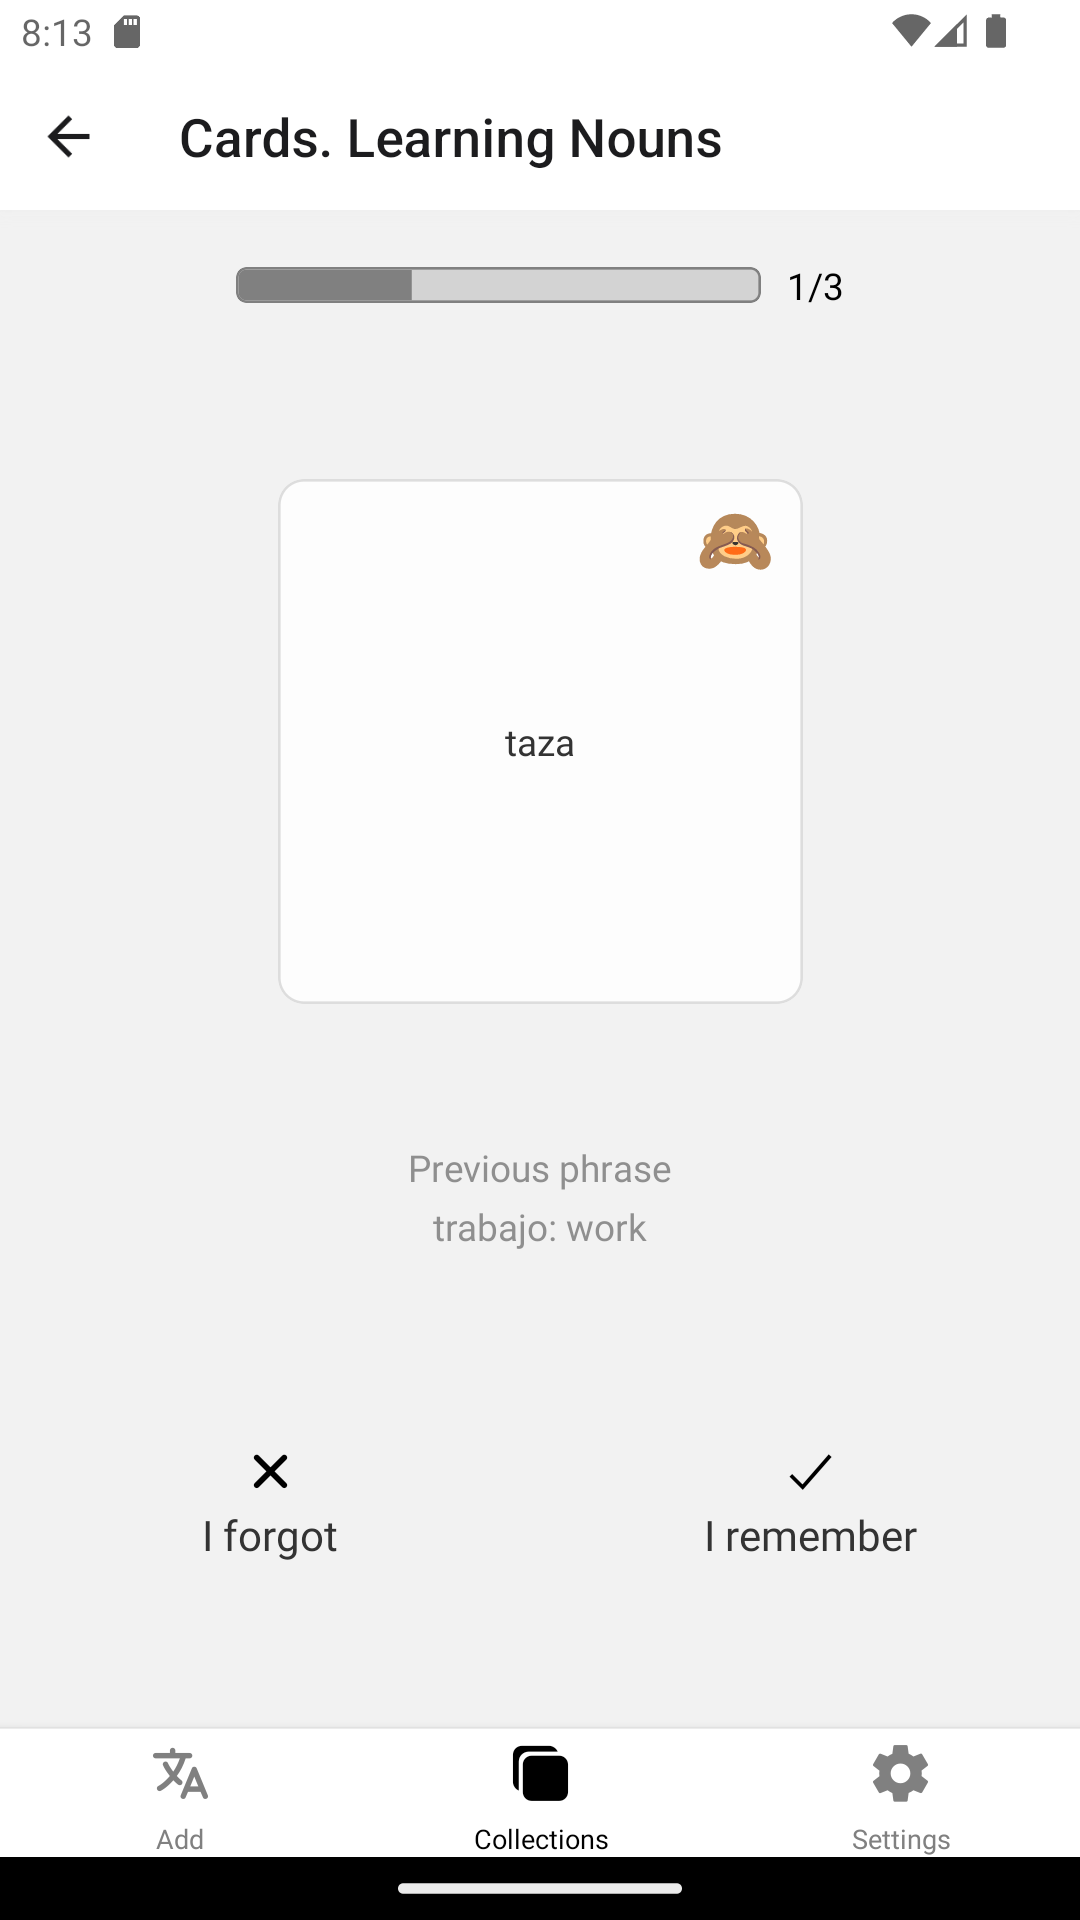 8:13
Cards. Learning Nouns
1/3
taza
Previous phrase
trabajo: work
I forgot
I remember
Add
Collections
Settings